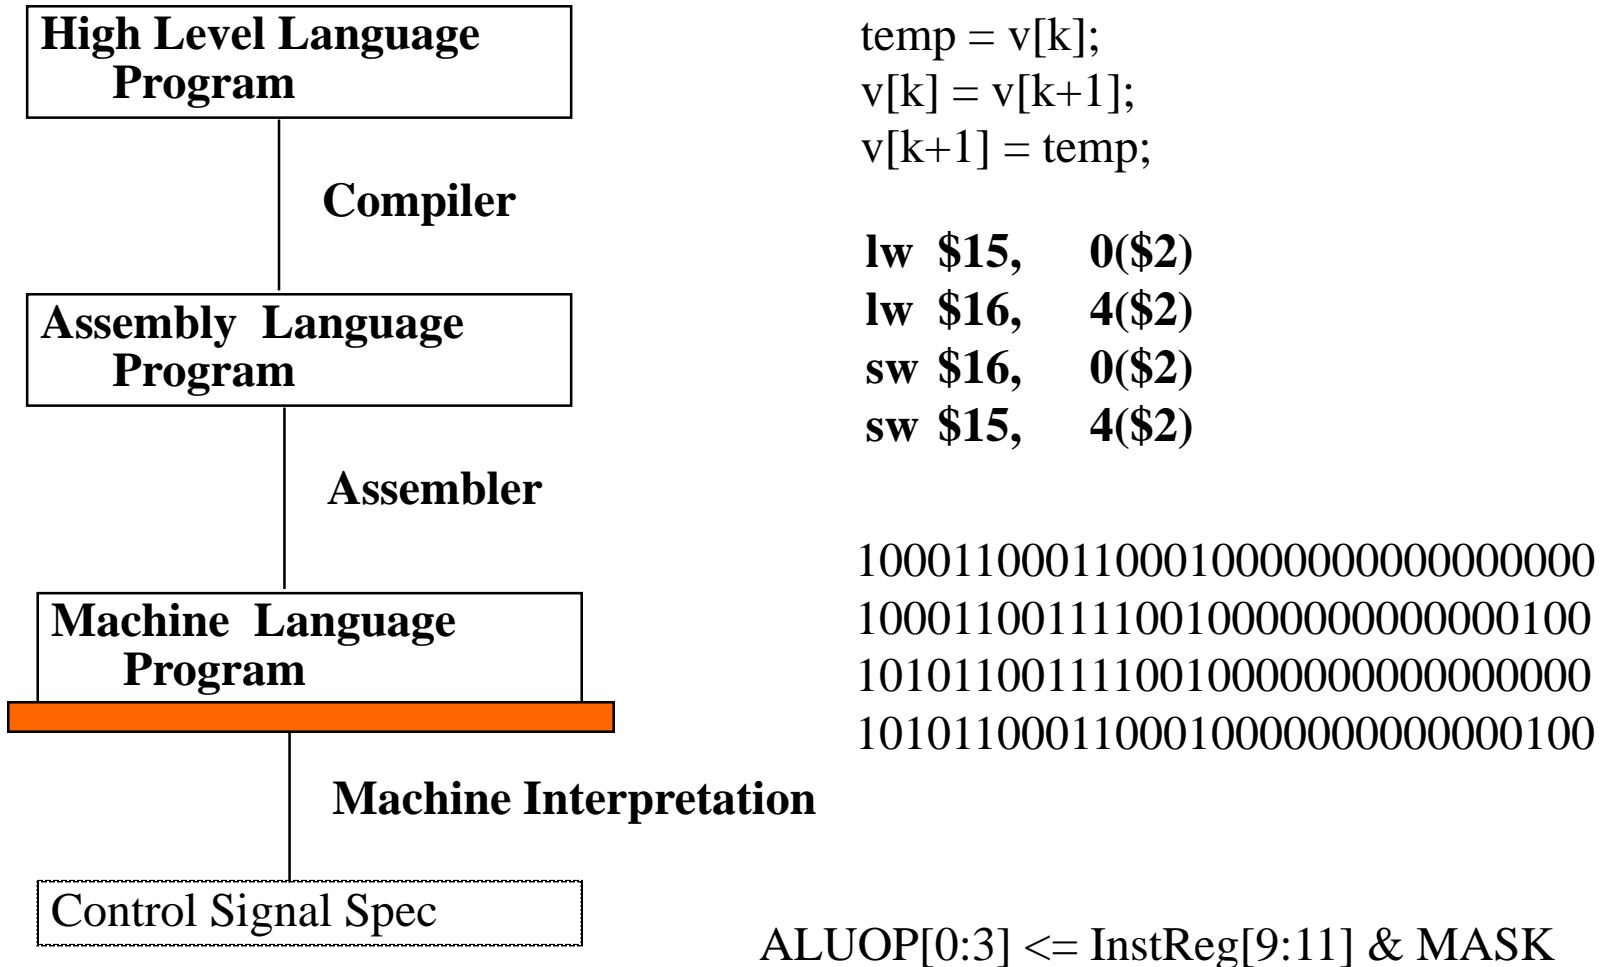 High Level Language
Program
temp = v[k];
v[k] = v[k+1];
v[k+1] = temp;
Compiler
lw $15, 0($2)
lw $16, 4($2)
sw $16, 0($2)
sw $15, 4($2)
Assembly Language
Program
Assembler
10001100011000100000000000000000
10001100111100100000000000000100
10101100111100100000000000000000
10101100011000100000000000000100
Machine Language
Program
Machine Interpretation
Control Signal Spec
ALUOP[0:3] <= InstReg[9:11] & MASK